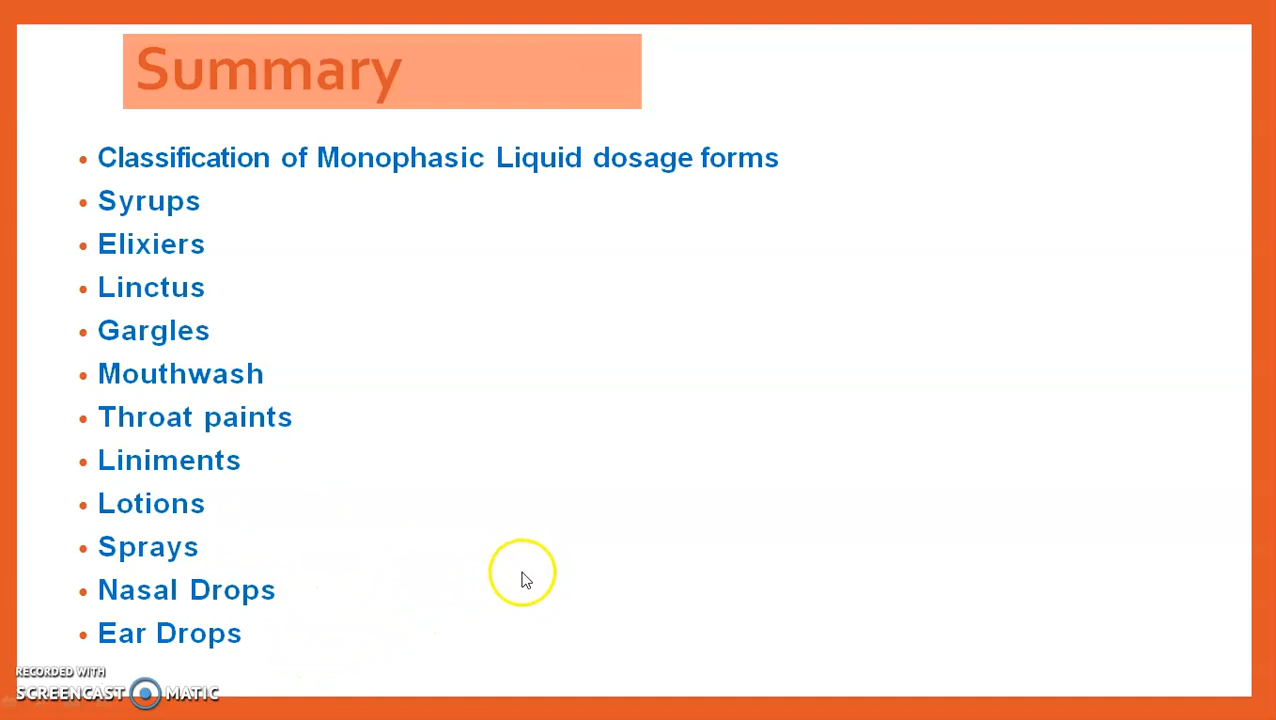 Summary
• Classification of Monophasic Liquid dosage forms
• Syrups
• Elixiers
• Linctus
• Gargles
• Mouthwash
• Throat paints
• Liniments
• Lotions
• Sprays
• Nasal Drops
• Ear Drops
RECORDED WITH
SCREENCAST MATIC